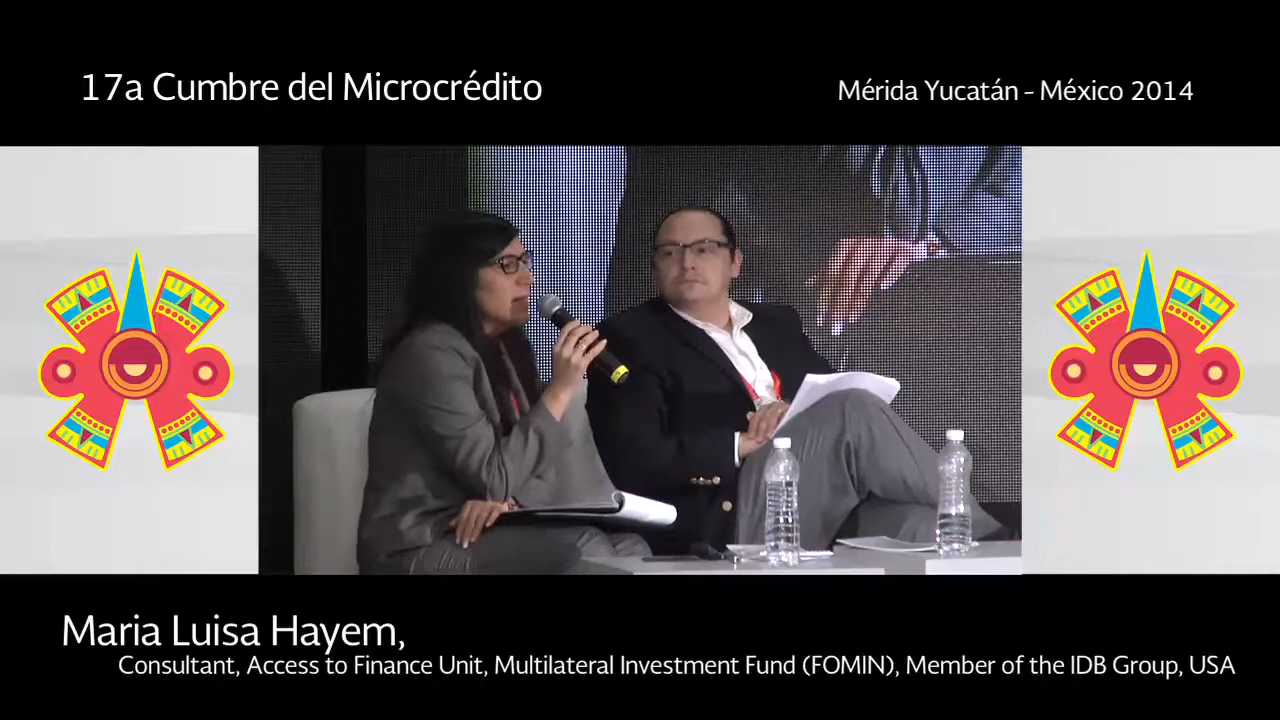 17a Cumbre del Microcrédito
Mérida Yucatán - México 2014
Maria Luisa Hayem,
Consultant, Access to Finance Unit, Multilateral Investment Fund (FOMIN), Member of the IDB Group, USA